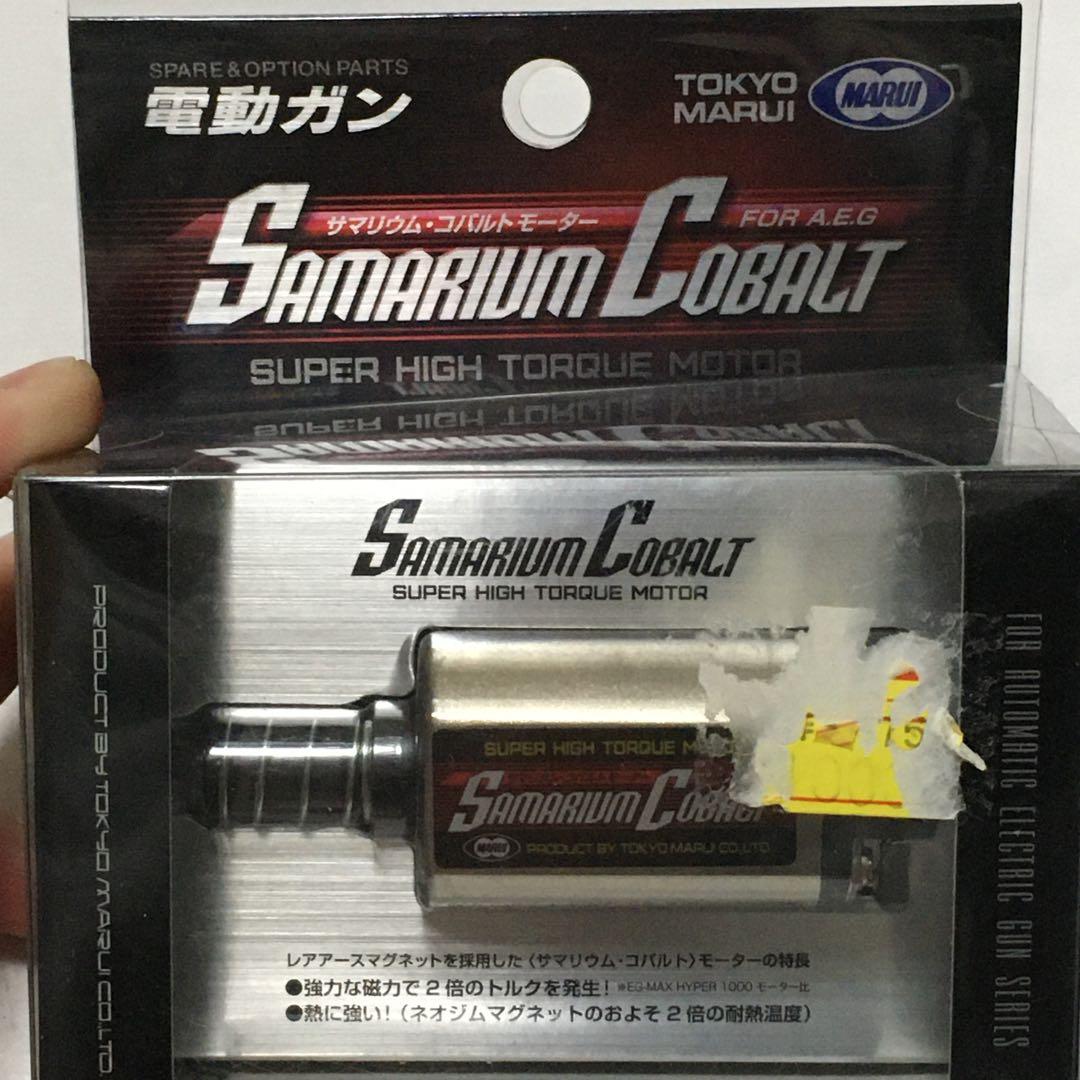 SPARE & OPTION PARTS
電動ガン
TOKYO
MARUI
MARUI
サマリウム・コバルトモーター
FOR A.E.G
SAMARIUM COBALT
SUPER HIGH TORQUE MOTOR
SAMARIUM COBALT
SUPER HIGH TORQUE MOTOR
PRODUCT BY TOKYO MARUI CO.,LTD.
FOR AUTOMATIC ELECTRIC GUN SERIES
SUPER HIGH TORQUE
SAMARIUM COBALT
MARUI
PRODUCT BY TOKYO MARUI CO.,LTD.
レアアースマグネットを採用した〈サマリウム・コバルト〉モーターの特長
●強力な磁力で2倍のトルクを発生! ※EG-MAX HYPER 1000 モーター比
●熱に強い!(ネオジムマグネットのおよそ2倍の耐熱温度)